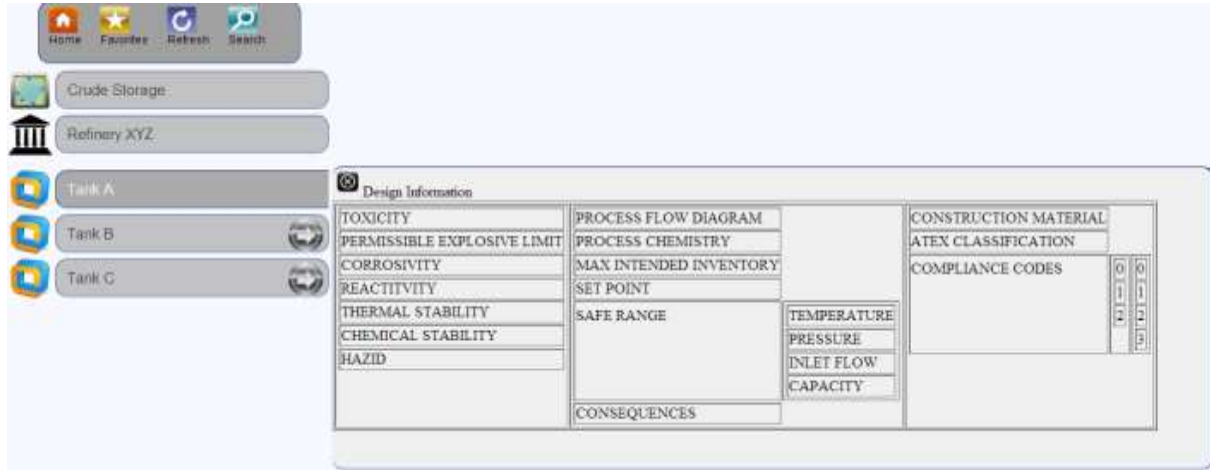 Home Favorites Refresh Search
Crude Storage
Refinery XYZ
Tank A
Tank B
Tank C
Design Information
TOXICITY
PERMISSIBLE EXPLOSIVE LIMIT
CORROSIVITY
REACTITVITY
THERMAL STABILITY
CHEMICAL STABILITY
HAZID
PROCESS FLOW DIAGRAM
PROCESS CHEMISTRY
MAX INTENDED INVENTORY
SET POINT
SAFE RANGE
TEMPERATURE
PRESSURE
INLET FLOW
CAPACITY
CONSEQUENCES
CONSTRUCTION MATERIAL
ATEX CLASSIFICATION
COMPLIANCE CODES
0 0
1 1
2 2
3